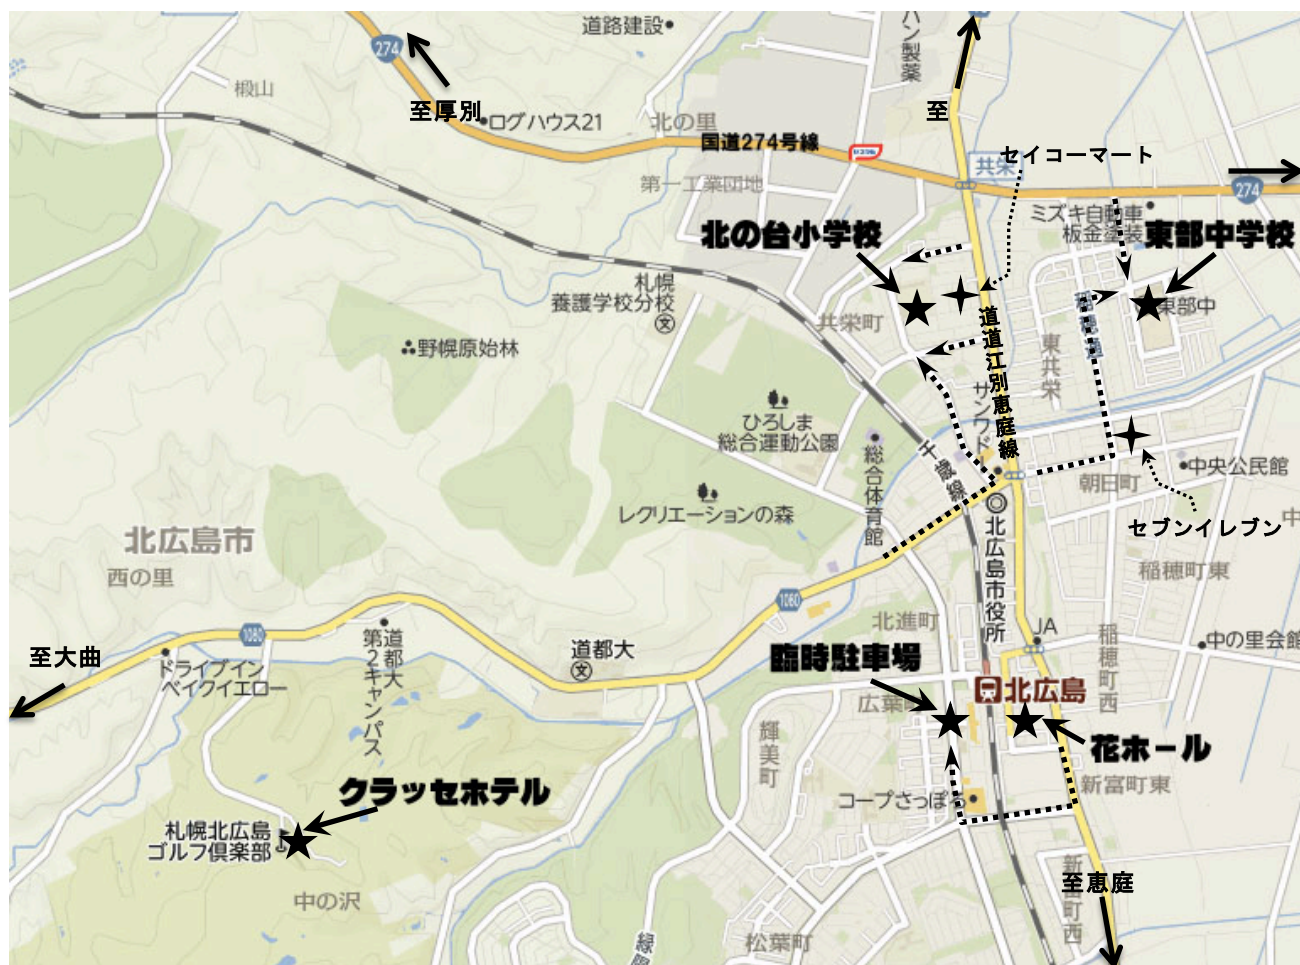 道路建設
ハン製薬
274
椴山
至厚別
至
ログハウス21
北の里
国道274号線
セイコーマート
共栄
第一工業団地
274
ミズキ自動車
板金塗装
北の台小学校
東部中学校
札幌
養護学校分校
文
共栄町
東部中
道道江別恵庭線
野幌原始林
東共栄
サンワドー
ひろしま
総合運動公園
総合体育館
千歳線
中央公民館
朝日町
レクリエーションの森
北広島市役所
セブンイレブン
中
北広島市
西の里
稲穂町東
1080
北進町
1080
JA
稲穂町西
中の里会館
至大曲
ドライブイン
ベイクイエロー
道都大
第2キャンパス
道都大
文
臨時駐車場
北広島
広葉町
輝美町
花ホール
新富町東
クラッセホテル
コープさっぽろ
札幌北広島
ゴルフ倶楽部
至恵庭
新富町西
中の沢
松葉町
緑陽